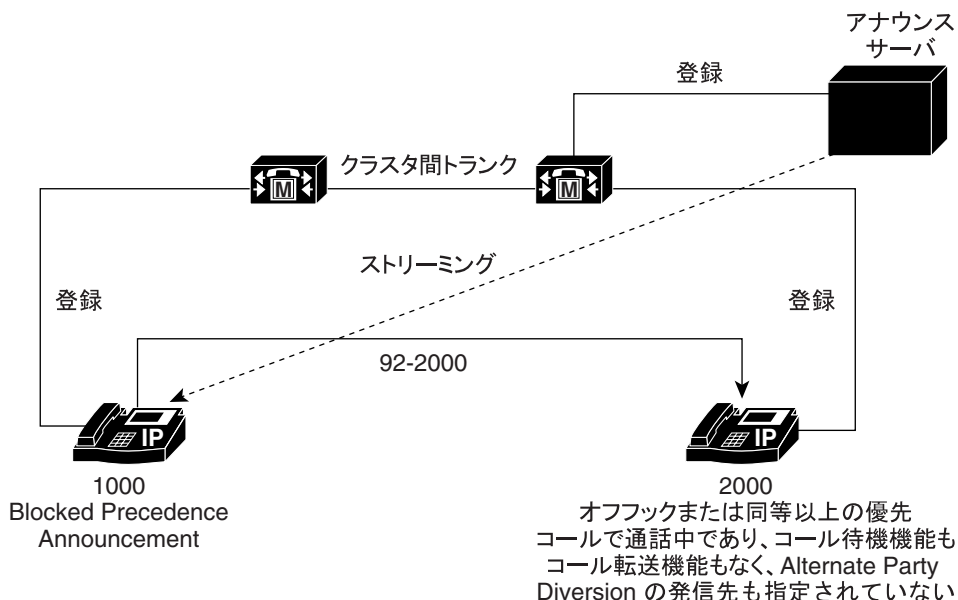 アナウンス
サーバ
登録
クラスタ間トランク
M
M
ストリーミング
登録
登録
92-2000
IP
IP
1000
Blocked Precedence
Announcement
2000
オフフックまたは同等以上の優先
コールで通話中であり、コール待機機能も
コール転送機能もなく、Alternate Party
Diversion の発信先も指定されていない